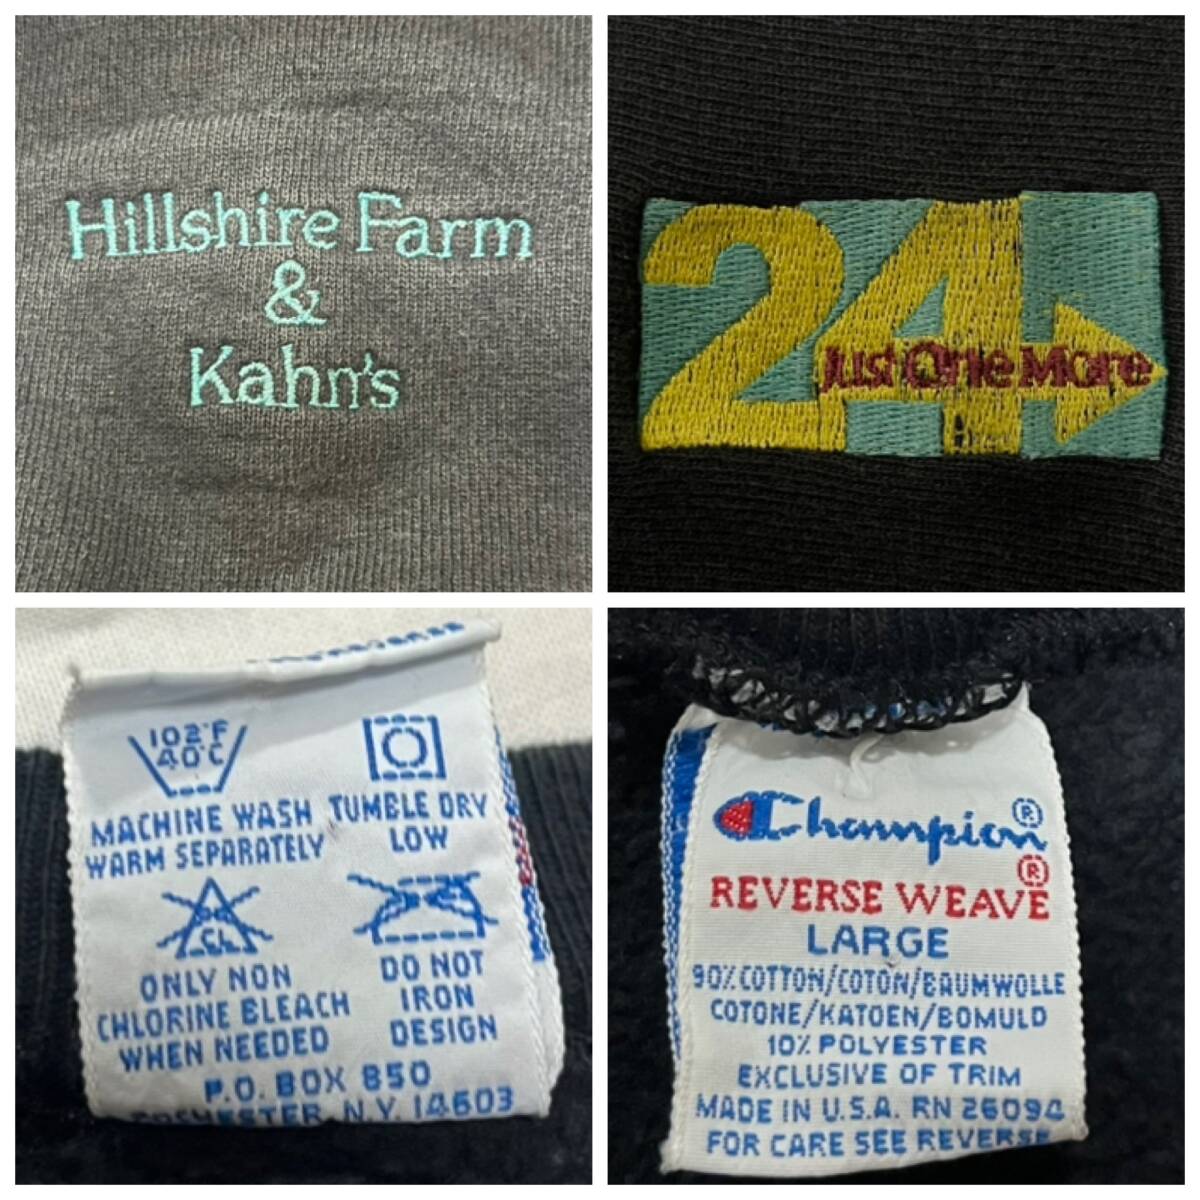 Hillshire Farm
&
Kahn's
24
Just One More
102°F
40°C
MACHINE WASH
WARM SEPARATELY
TUMBLE DRY
LOW
CL
ONLY NON
CHLORINE BLEACH
WHEN NEEDED
DO NOT
IRON
DESIGN
P.O. BOX 850
ROCHESTER, N.Y. 14603
Champion®
REVERSE WEAVE®
LARGE
90% COTTON/COTON/BAUMWOLLE
COTONE/KATOEN/BOMULD
10% POLYESTER
EXCLUSIVE OF TRIM
MADE IN U.S.A. RN 26094
FOR CARE SEE REVERSE